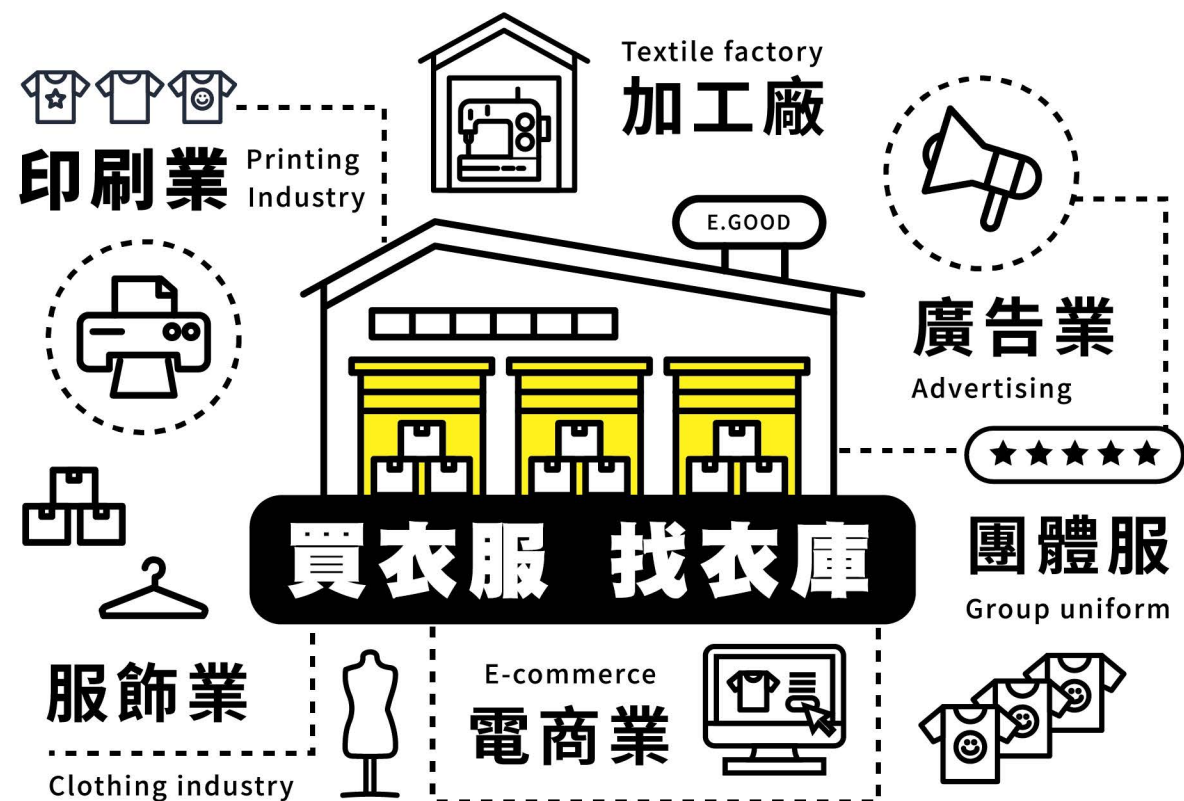 Textile factory
加工廠
印刷業
Printing
Industry
E.GOOD
廣告業
Advertising
買衣服 找衣庫
團體服
Group uniform
服飾業
Clothing industry
E-commerce
電商業